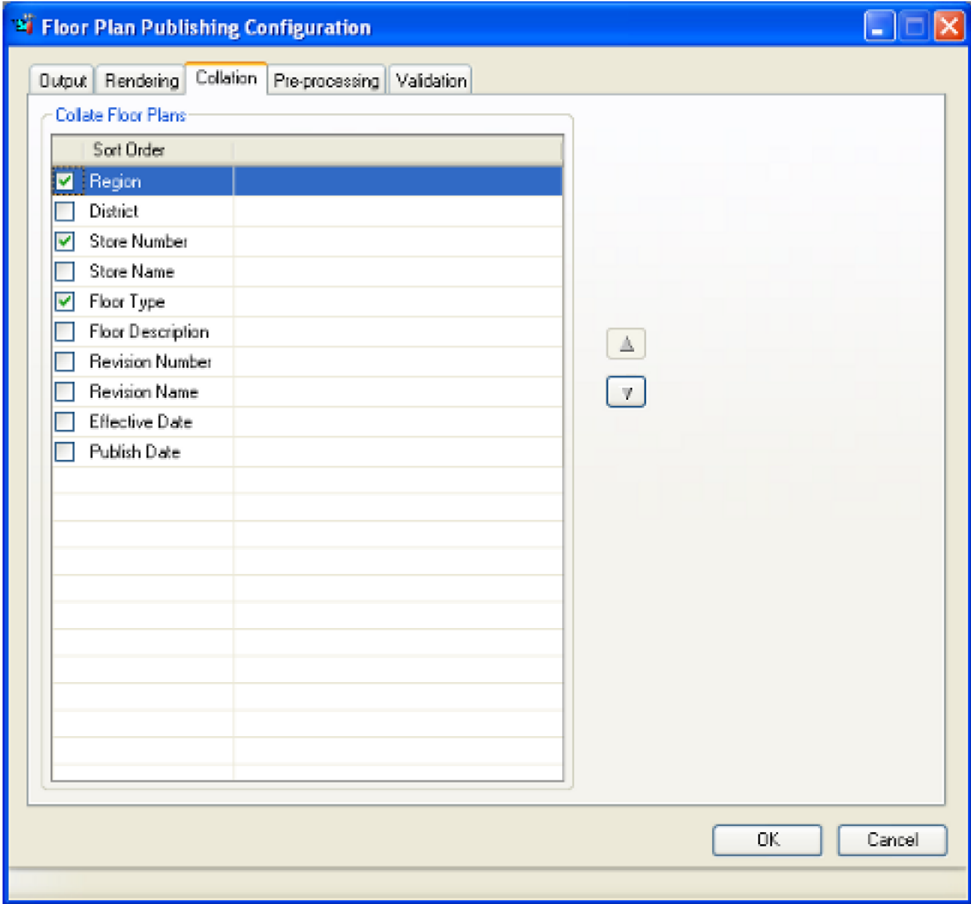 Floor Plan Publishing Configuration
Output Rendering Collation Pre-processing Validation
Collate Floor Plans
Sort Order
Region
District
Store Number
Store Name
Floor Type
Floor Description
Revision Number
Revision Name
Effective Date
Publish Date
OK Cancel